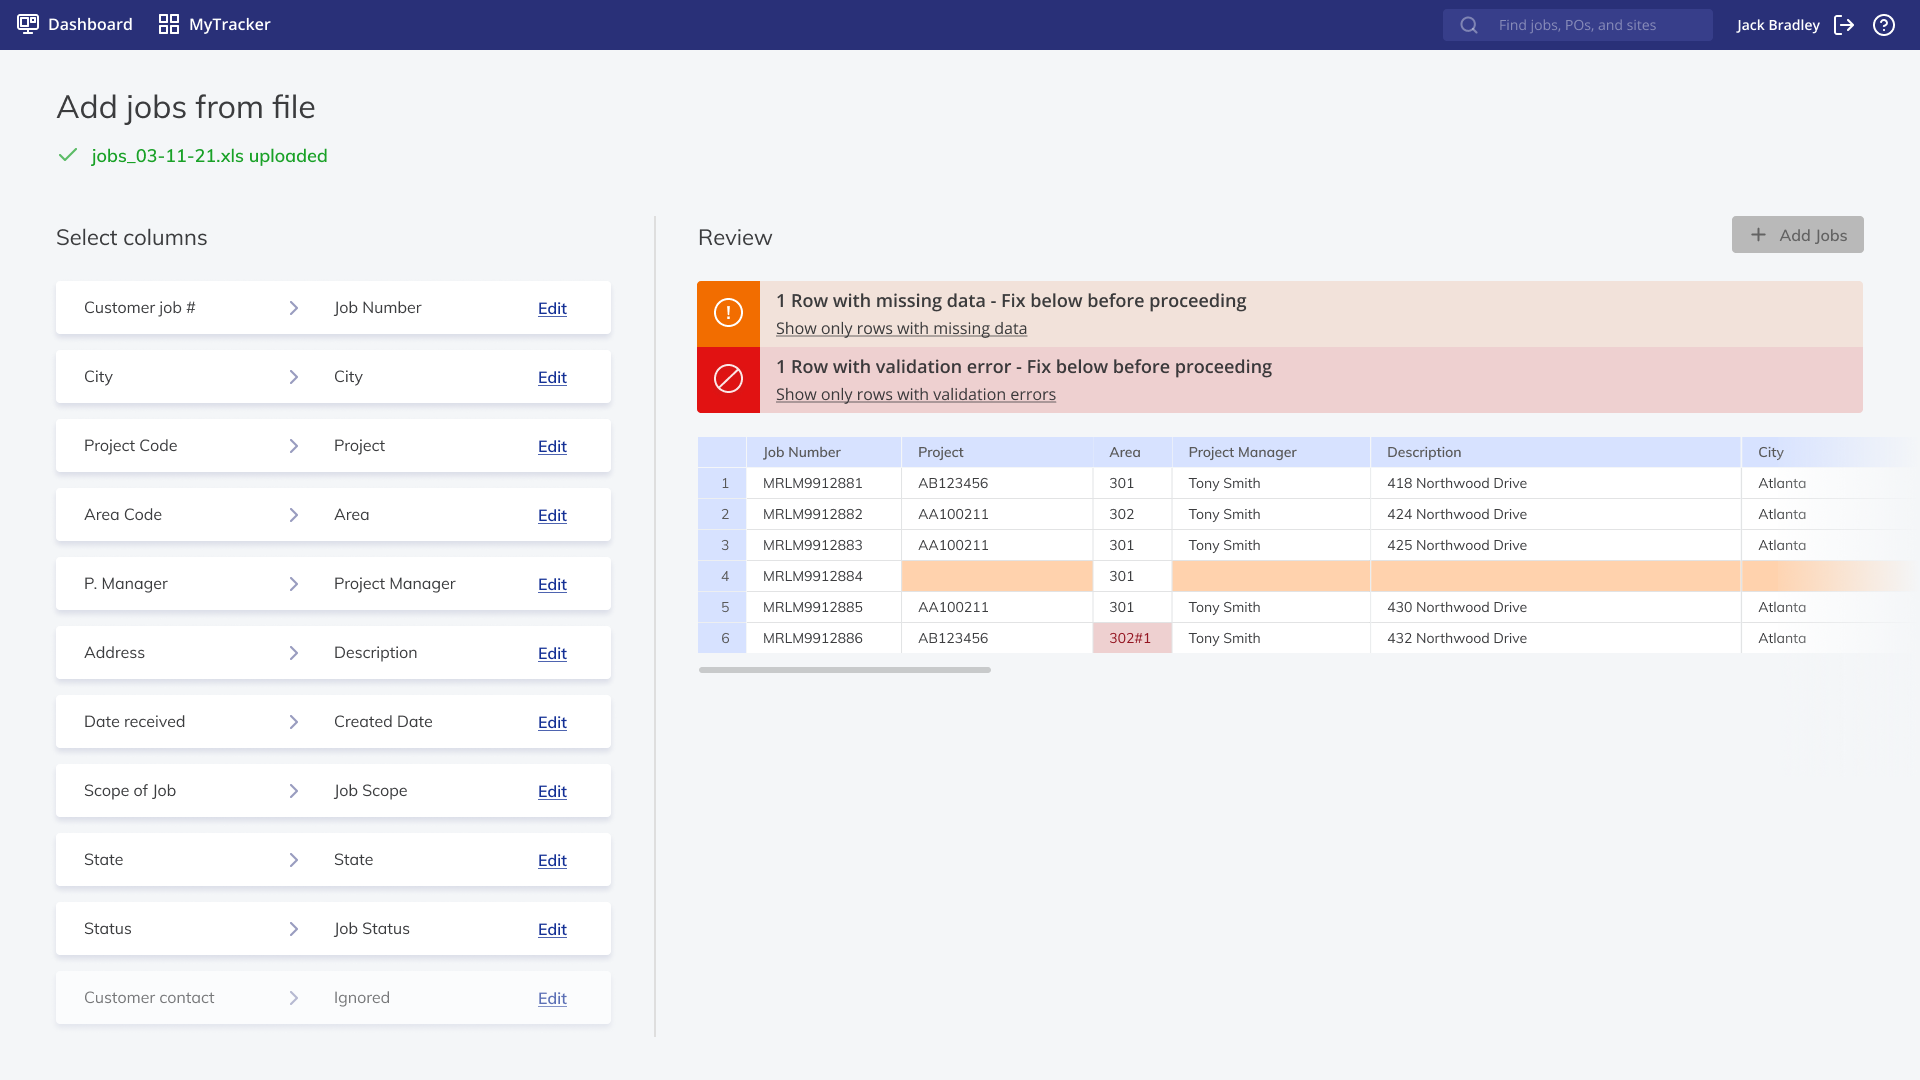 Dashboard MyTracker Find jobs, POs, and sites Jack Bradley
Add jobs from file
jobs_03-11-21.xls uploaded
Select columns
Customer job # Job Number Edit
City City Edit
Project Code Project Edit
Area Code Area Edit
P. Manager Project Manager Edit
Address Description Edit
Date received Created Date Edit
Scope of Job Job Scope Edit
State State Edit
Status Job Status Edit
Customer contact Ignored Edit
Review + Add Jobs
1 Row with missing data - Fix below before proceeding
Show only rows with missing data
1 Row with validation error - Fix below before proceeding
Show only rows with validation errors
Job Number Project Area Project Manager Description City
1 MRLM9912881 AB123456 301 Tony Smith 418 Northwood Drive Atlanta
2 MRLM9912882 AA100211 302 Tony Smith 424 Northwood Drive Atlanta
3 MRLM9912883 AA100211 301 Tony Smith 425 Northwood Drive Atlanta
4 MRLM9912884 301
5 MRLM9912885 AA100211 301 Tony Smith 430 Northwood Drive Atlanta
6 MRLM9912886 AB123456 302#1 Tony Smith 432 Northwood Drive Atlanta